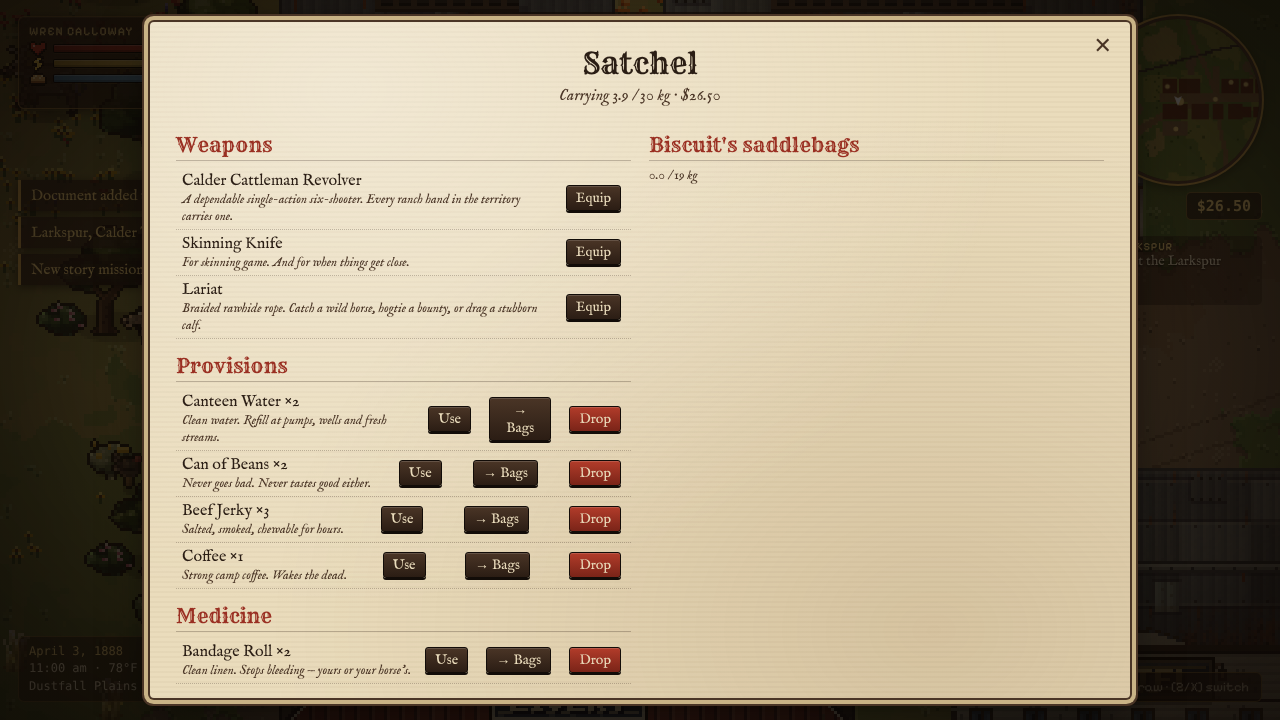 WREN CALLOWAY
Satchel
Carrying 3.9 / 30 kg · $26.50
×
Weapons
Calder Cattleman Revolver
A dependable single-action six-shooter. Every ranch hand in the territory
carries one.
Equip
Skinning Knife
For skinning game. And for when things get close.
Equip
Lariat
Braided rawhide rope. Catch a wild horse, hogtie a bounty, or drag a stubborn
calf.
Equip
Provisions
Canteen Water ×2
Clean water. Refill at pumps, wells and fresh
streams.
Use
→
Bags
Drop
Can of Beans ×2
Never goes bad. Never tastes good either.
Use
→ Bags
Drop
Beef Jerky ×3
Salted, smoked, chewable for hours.
Use
→ Bags
Drop
Coffee ×1
Strong camp coffee. Wakes the dead.
Use
→ Bags
Drop
Medicine
Bandage Roll ×2
Clean linen. Stops bleeding – yours or your horse's.
Use
→ Bags
Drop
Biscuit's saddlebags
0.0 / 19 kg
Document added
Larkspur, Calder
New story mission
$26.50
KSPUR
t the Larkspur
April 3, 1888
11:00 am · 78°F
Dustfall Plains
raw · (2/X) switch